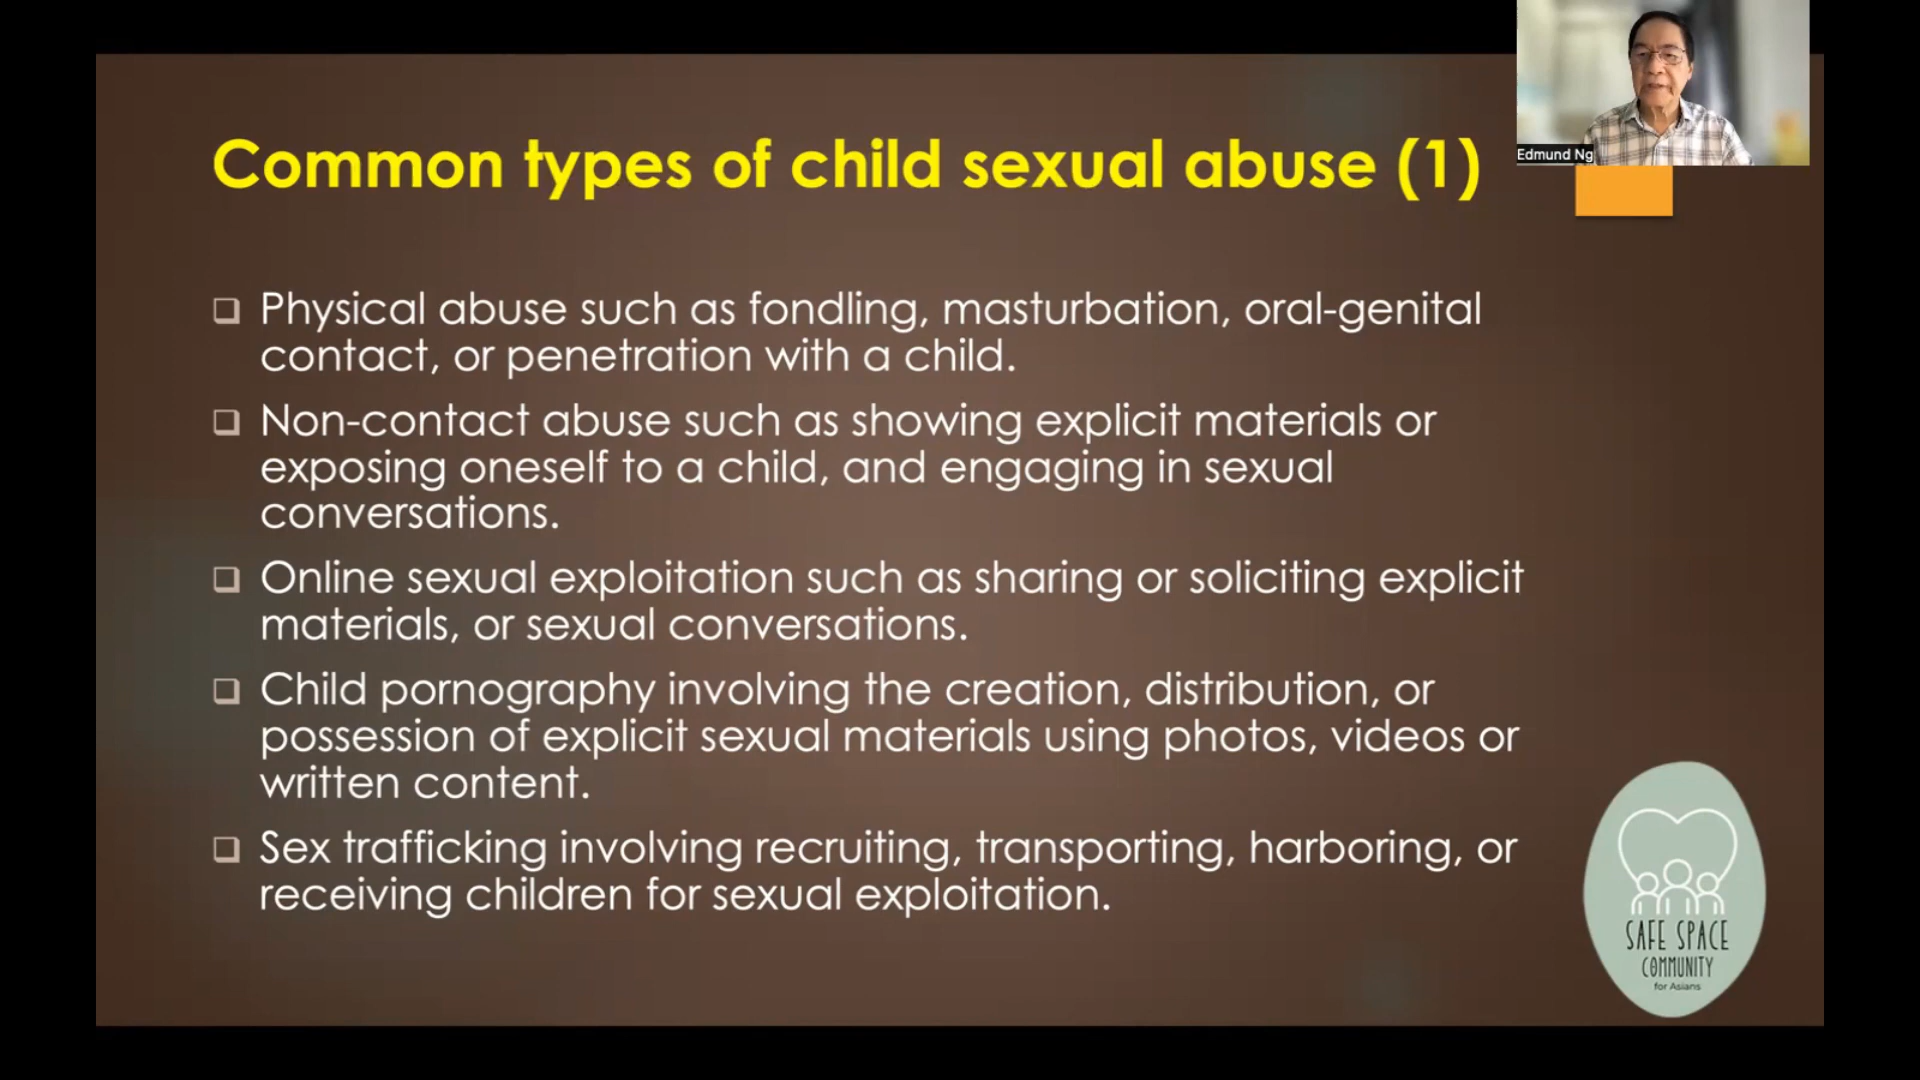 Common types of child sexual abuse (1)
Edmund Ng
❑ Physical abuse such as fondling, masturbation, oral-genital
contact, or penetration with a child.
❑ Non-contact abuse such as showing explicit materials or
exposing oneself to a child, and engaging in sexual
conversations.
❑ Online sexual exploitation such as sharing or soliciting explicit
materials, or sexual conversations.
❑ Child pornography involving the creation, distribution, or
possession of explicit sexual materials using photos, videos or
written content.
❑ Sex trafficking involving recruiting, transporting, harboring, or
receiving children for sexual exploitation.
SAFE SPACE
COMMUNITY
for Asians